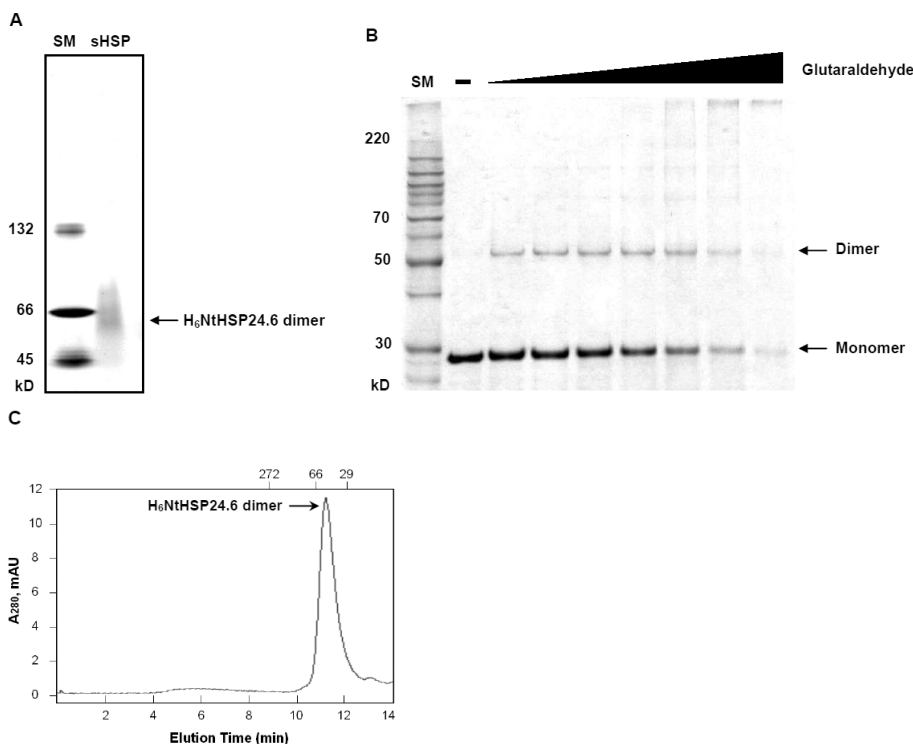 A
SM sHSP
132
66
45
kD
H₆NtHSP24.6 dimer
B
SM
Glutaraldehyde
220
70
50
30
kD
Dimer
Monomer
C
272 66 29
H₆NtHSP24.6 dimer
12
10
8
6
4
2
0
A₂₈₀, mAU
2 4 6 8 10 12 14
Elution Time (min)